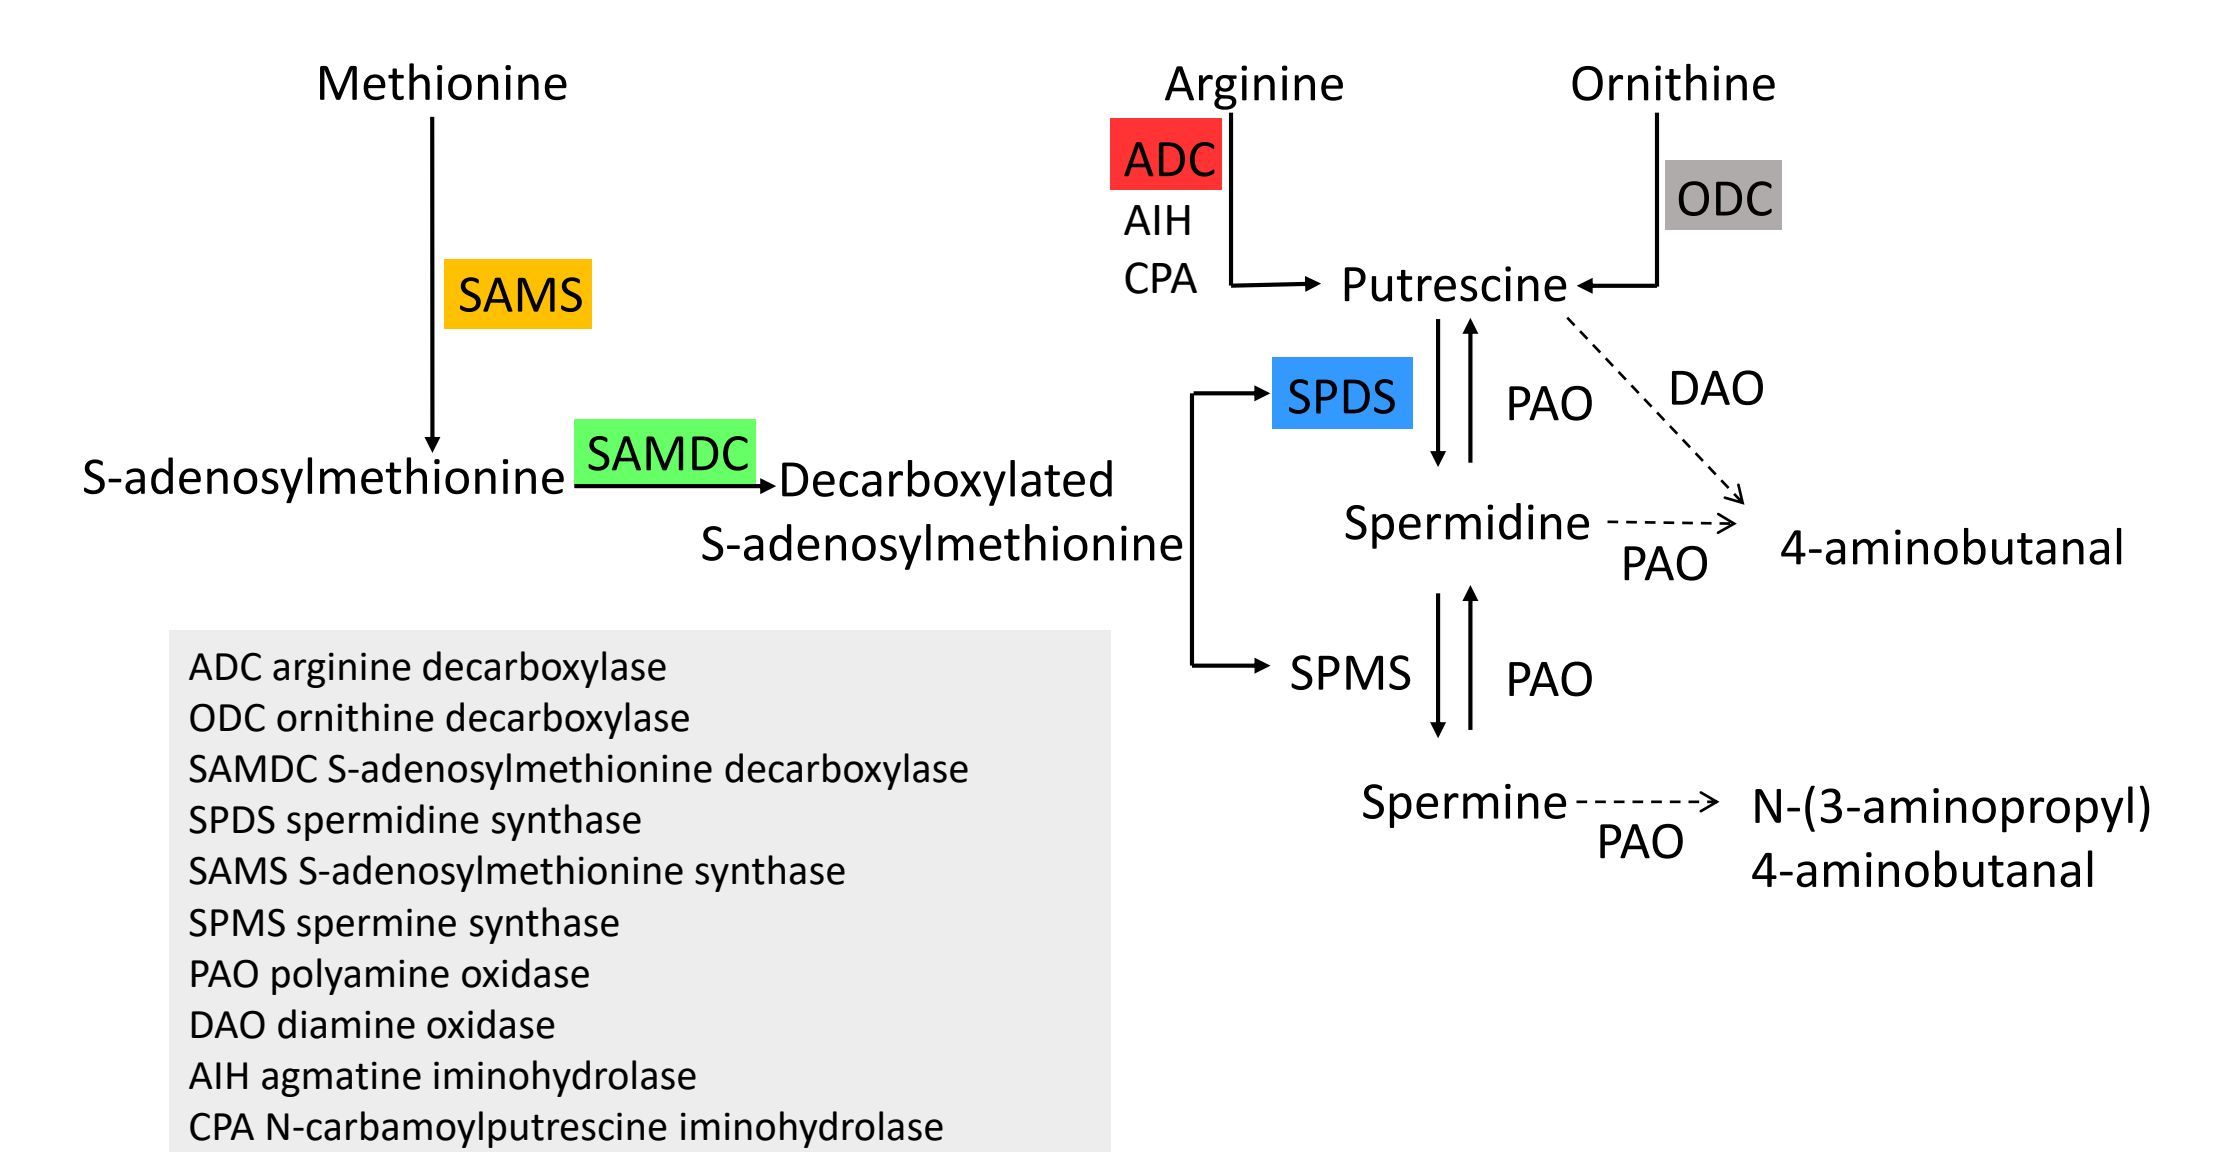 Methionine
Arginine
Ornithine
ADC
AIH
CPA
ODC
SAMS
Putrescine
SPDS
PAO
DAO
SAMDC
S-adenosylmethionine
Decarboxylated
S-adenosylmethionine
Spermidine
PAO
4-aminobutanal
SPMS
PAO
Spermine
PAO
N-(3-aminopropyl)
4-aminobutanal
ADC arginine decarboxylase
ODC ornithine decarboxylase
SAMDC S-adenosylmethionine decarboxylase
SPDS spermidine synthase
SAMS S-adenosylmethionine synthase
SPMS spermine synthase
PAO polyamine oxidase
DAO diamine oxidase
AIH agmatine iminohydrolase
CPA N-carbamoylputrescine iminohydrolase